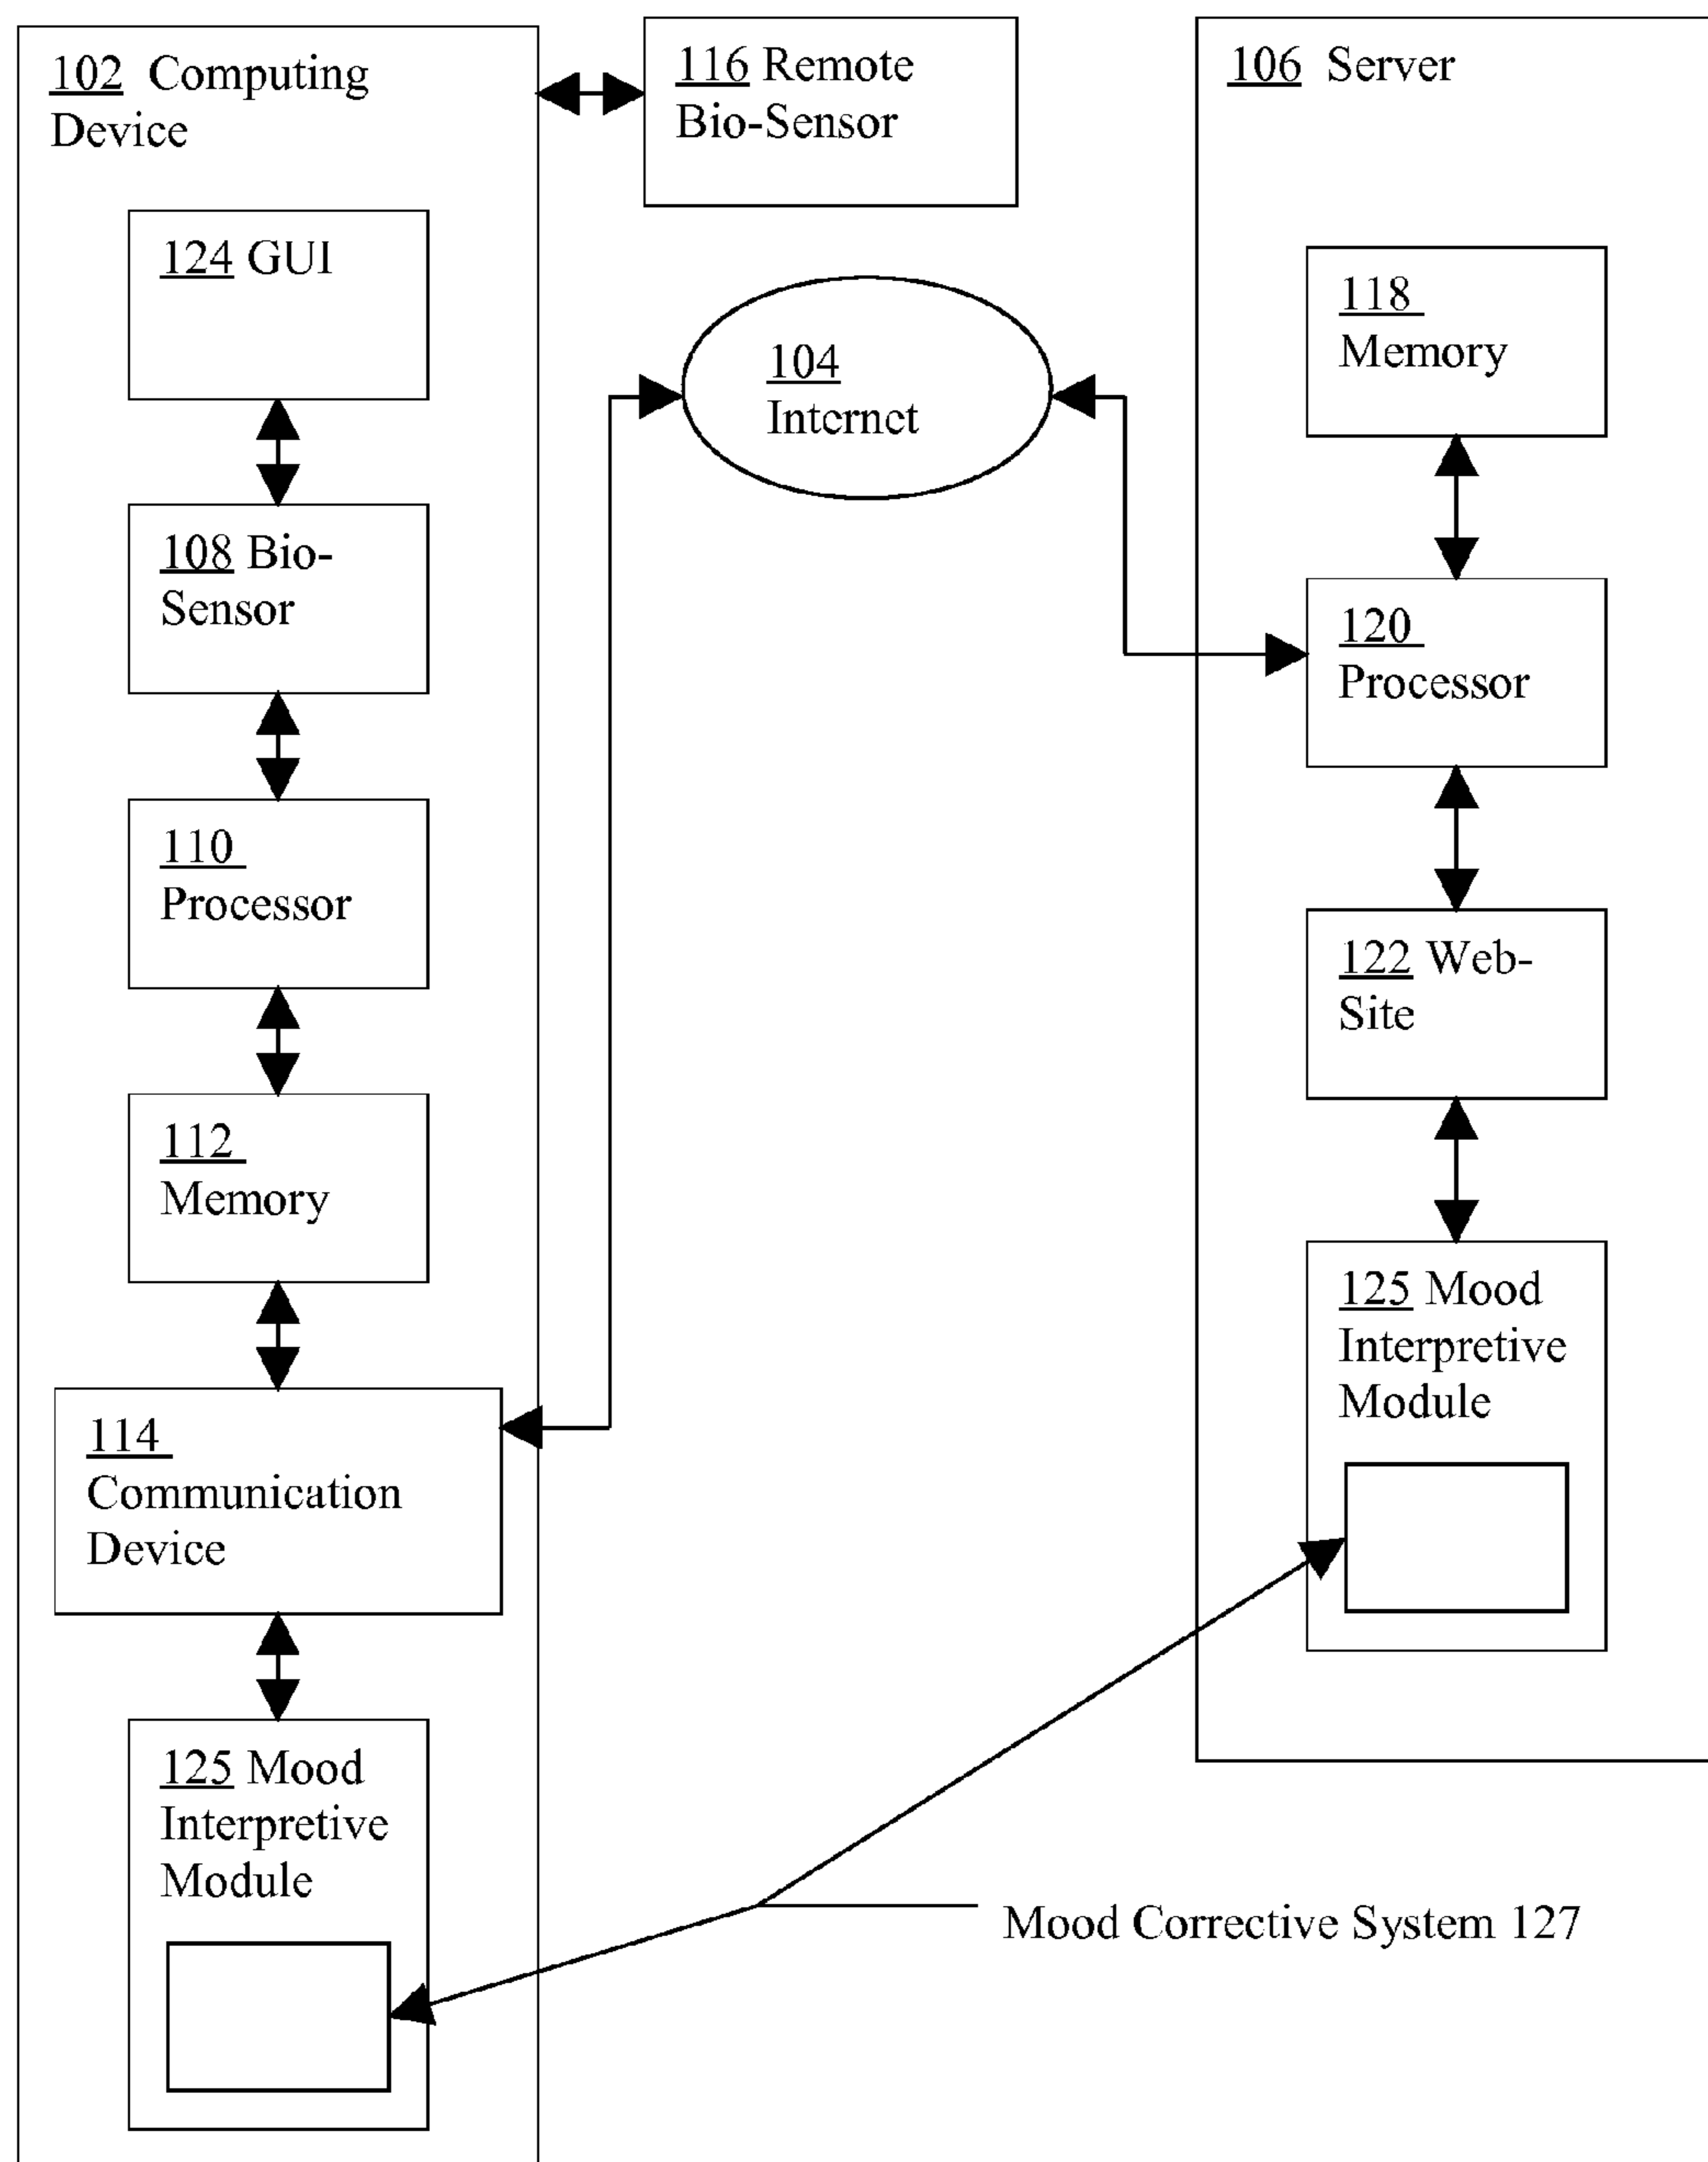 102 Computing
Device
116 Remote
Bio-Sensor
106 Server
124 GUI
118
Memory
104
Internet
108 Bio-
Sensor
120
Processor
110
Processor
122 Web-
Site
112
Memory
125 Mood
Interpretive
Module
114
Communication
Device
125 Mood
Interpretive
Module
Mood Corrective System 127